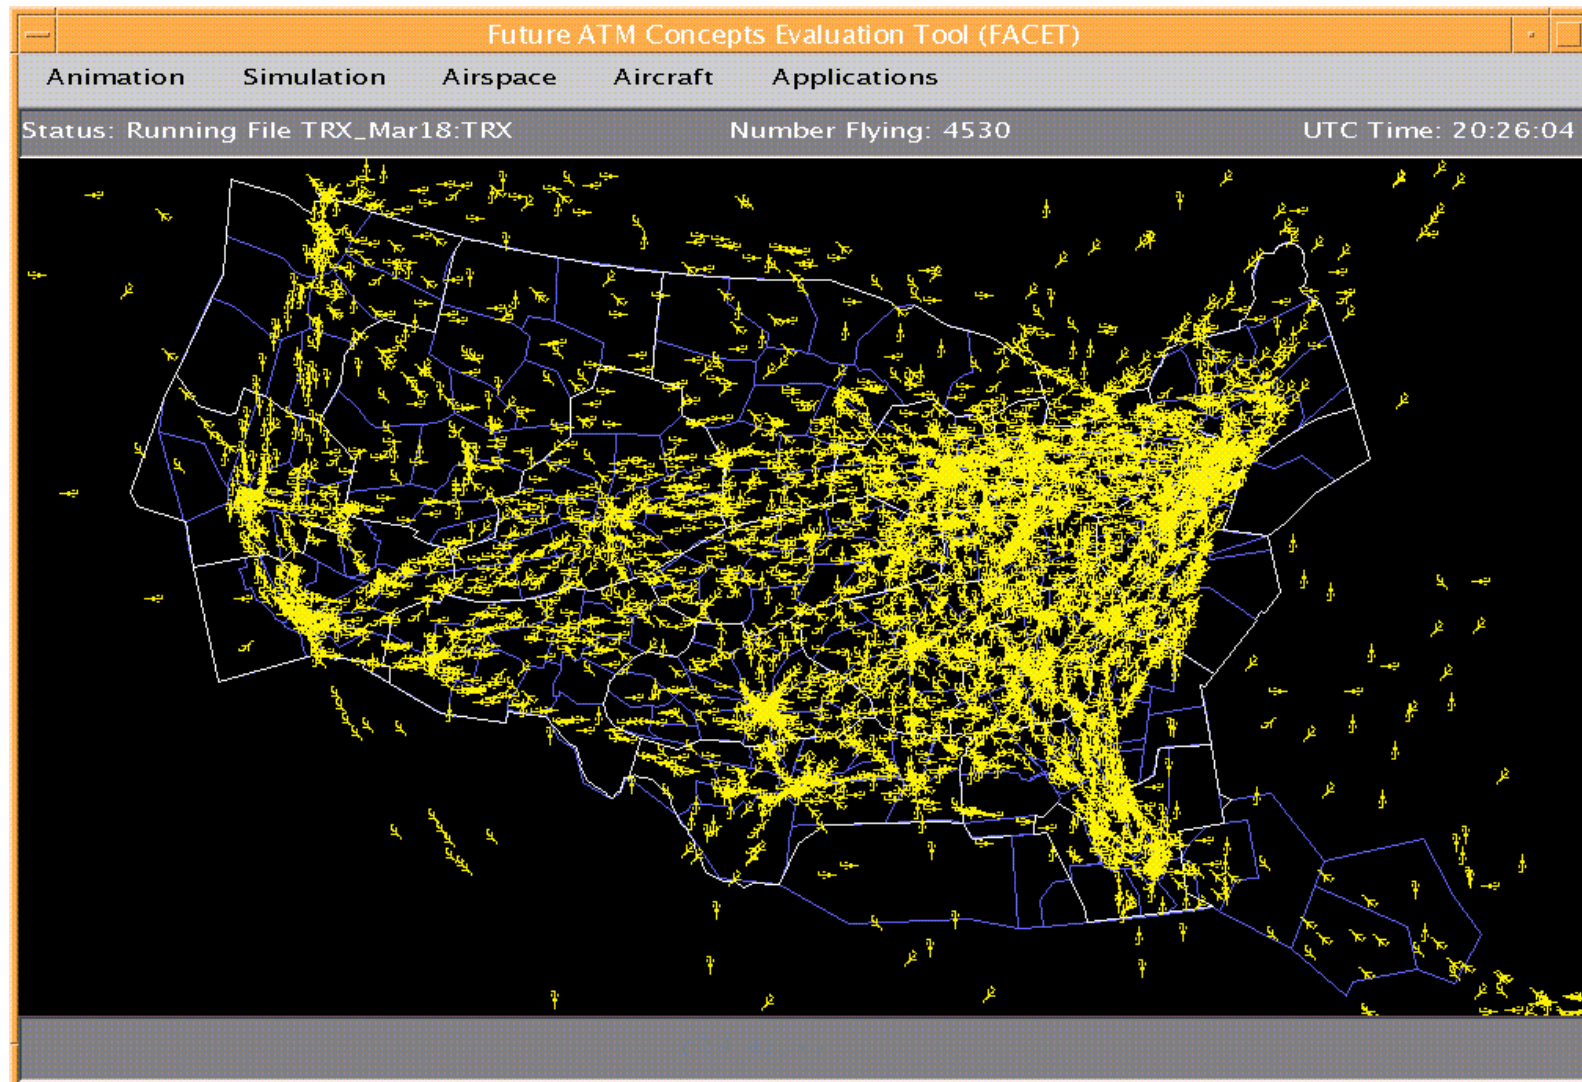 Future ATM Concepts Evaluation Tool (FACET)
Animation Simulation Airspace Aircraft Applications
Status: Running File TRX_Mar18:TRX Number Flying: 4530 UTC Time: 20:26:04